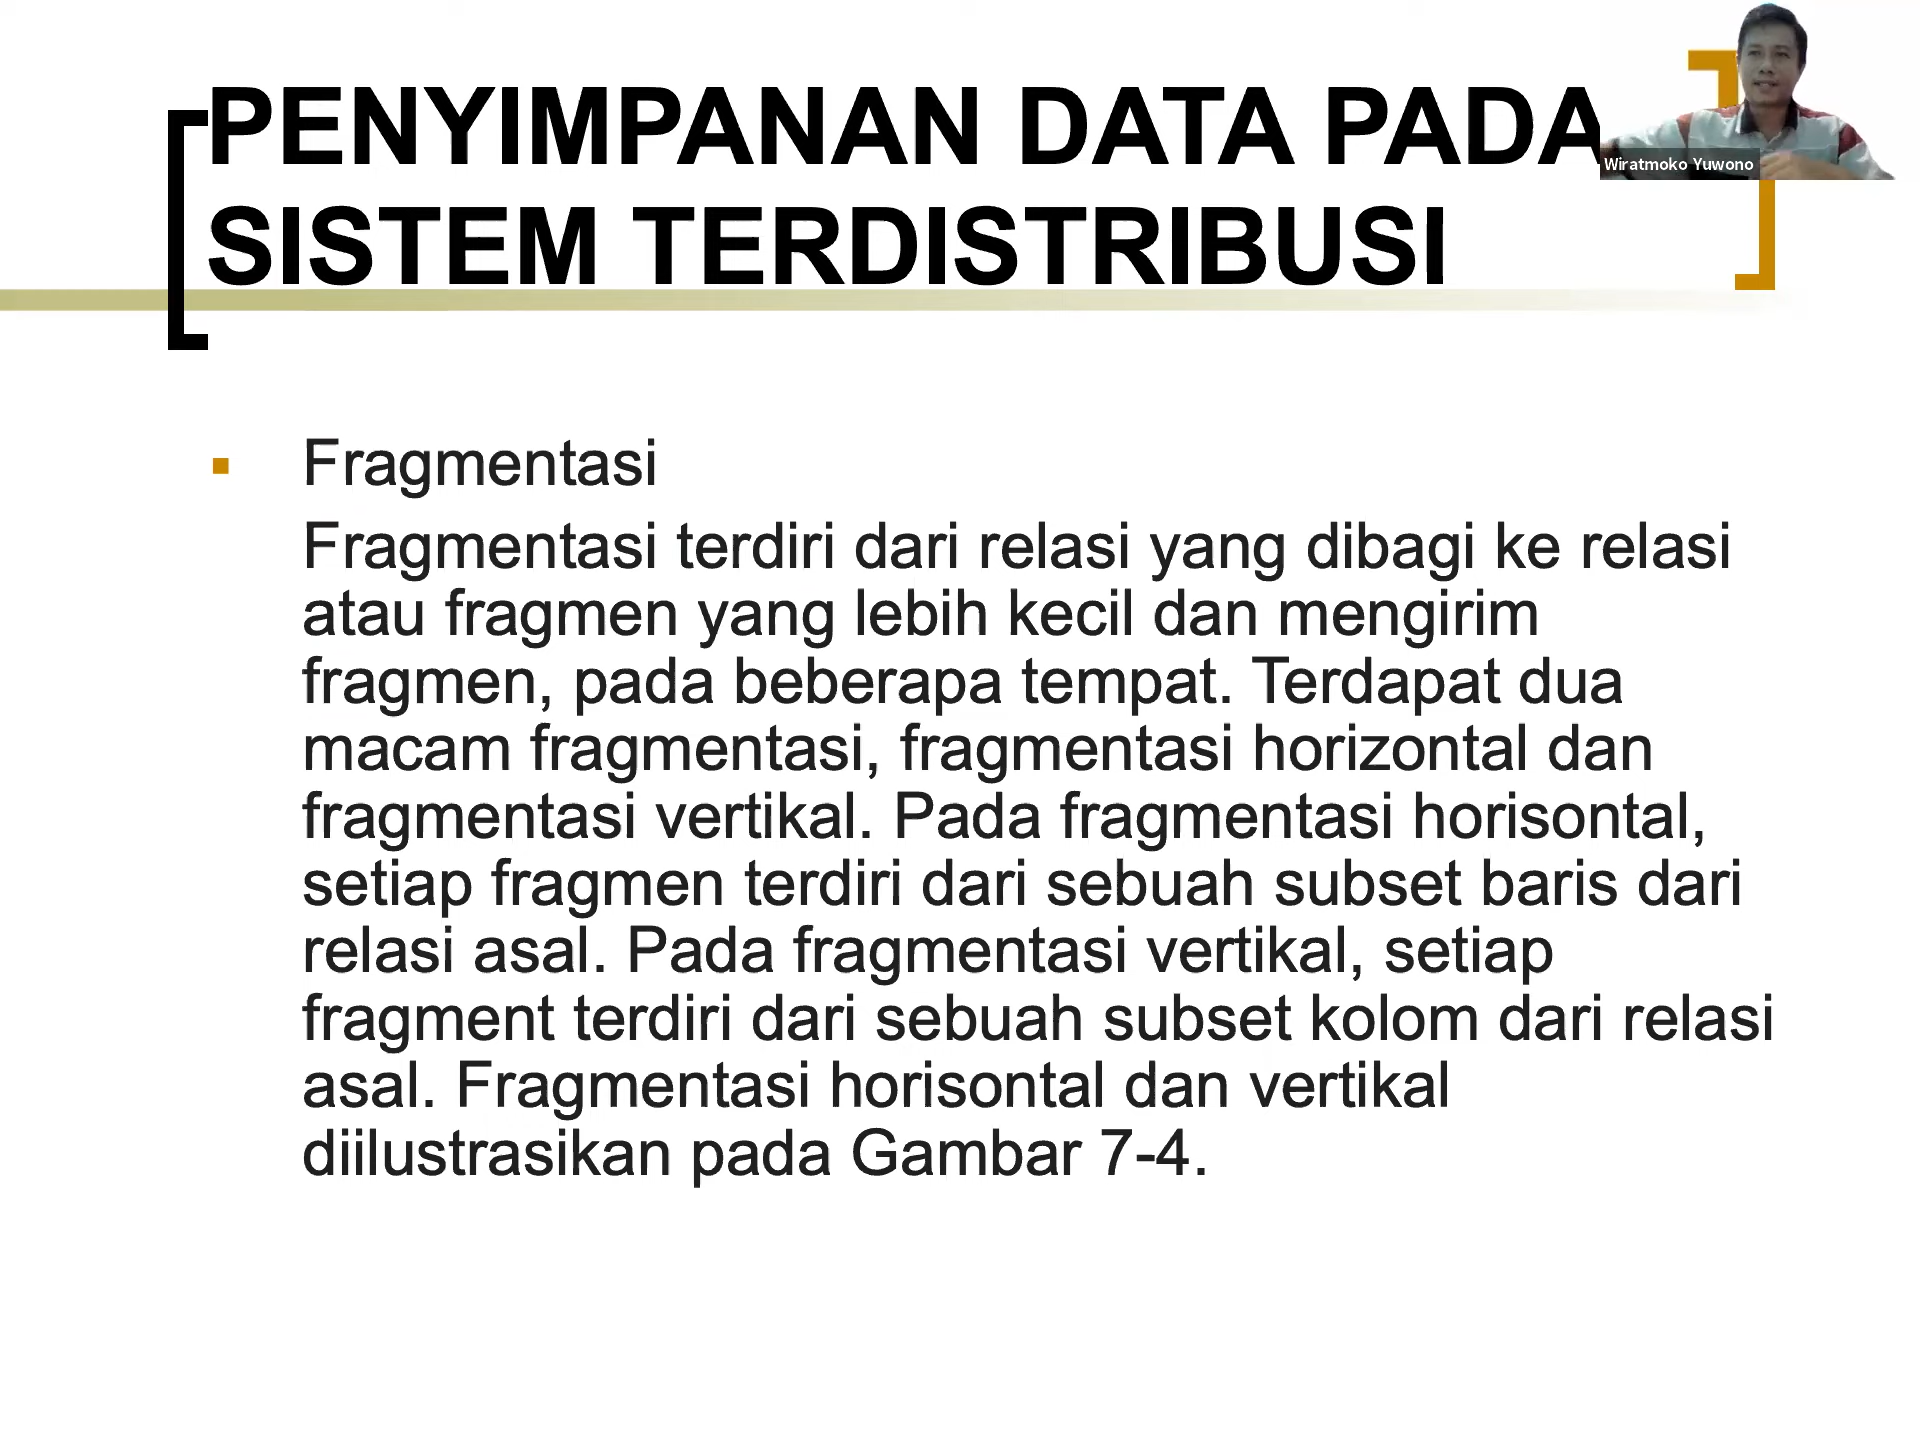 PENYIMPANAN DATA PADA
SISTEM TERDISTRIBUSI
Wiratmoko Yuwono
Fragmentasi
Fragmentasi terdiri dari relasi yang dibagi ke relasi
atau fragmen yang lebih kecil dan mengirim
fragmen, pada beberapa tempat. Terdapat dua
macam fragmentasi, fragmentasi horizontal dan
fragmentasi vertikal. Pada fragmentasi horisontal,
setiap fragmen terdiri dari sebuah subset baris dari
relasi asal. Pada fragmentasi vertikal, setiap
fragment terdiri dari sebuah subset kolom dari relasi
asal. Fragmentasi horisontal dan vertikal
diilustrasikan pada Gambar 7-4.